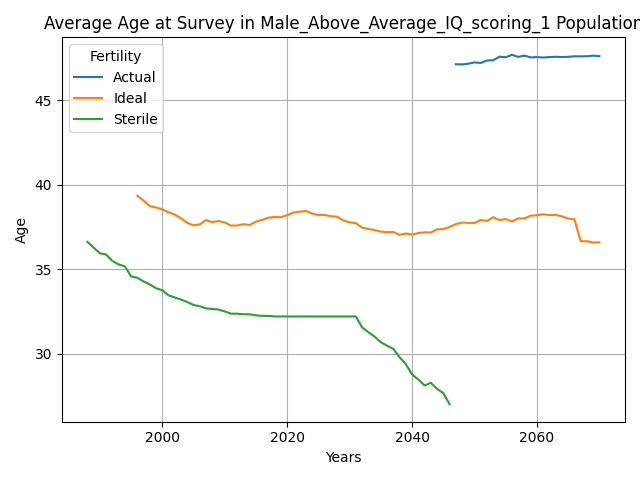 Average Age at Survey in Male_Above_Average_IQ_scoring_1 Population
Fertility
Actual
Ideal
Sterile
45
40
35
30
Age
2000 2020 2040 2060
Years